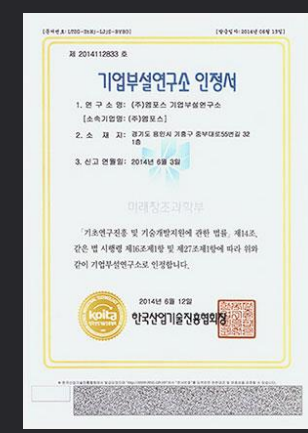 제 2014112833 호
기업부설연구소 인정서
1. 연 구 소 명: (주)엠포스 기업부설연구소
[소속기업명: (주)엠포스]
2. 소 재 지: 경기도 용인시 기흥구 중부대로55번길 32
1층
3. 신고 연월일: 2014년 6월 3일
미래창조과학부
「기초연구진흥 및 기술개발지원에 관한 법률」 제14조,
같은 법 시행령 제16조제1항 및 제27조제1항에 따라 위와
같이 기업부설연구소로 인정합니다.
2014년 6월 12일
koita
한국산업기술진흥협회장